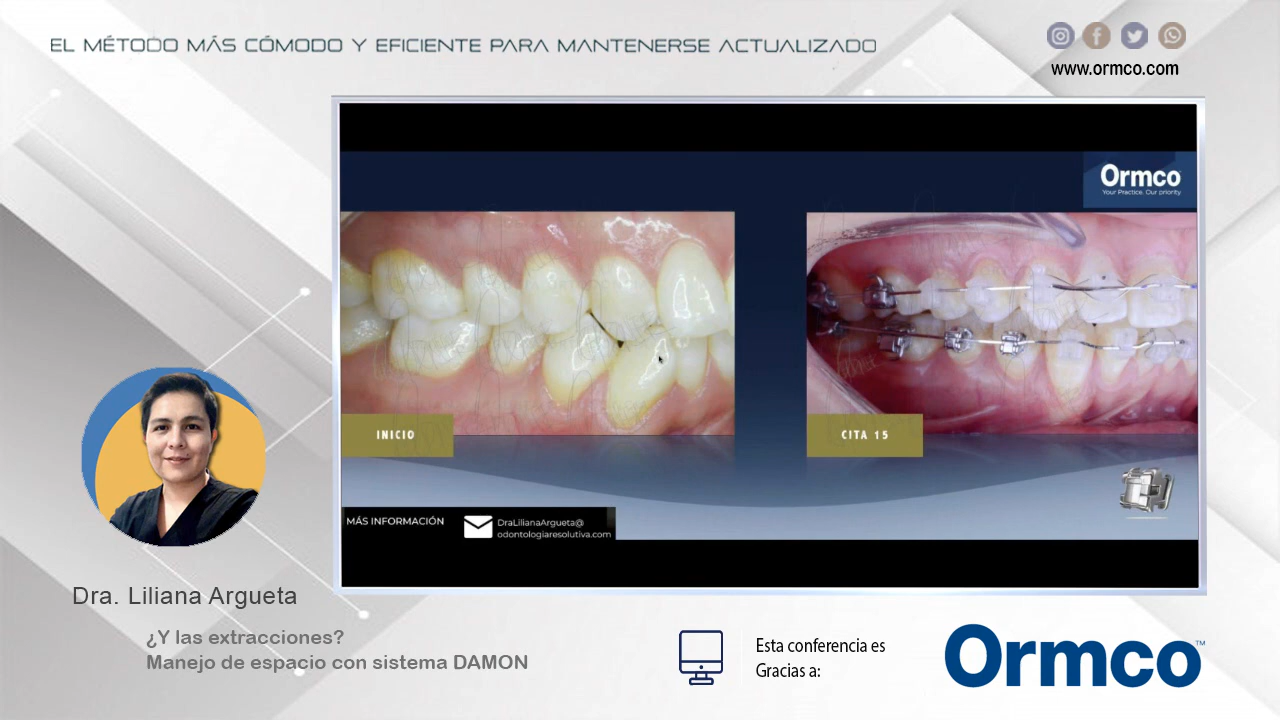 EL MÉTODO MÁS CÓMODO Y EFICIENTE PARA MANTENERSE ACTUALIZADO
www.ormco.com
Ormco
Your Practice. Our priority
INICIO
CITA 15
MÁS INFORMACIÓN
DraLilianaArgueta@
odontologiaresolutiva.com
Dra. Liliana Argueta
¿Y las extracciones?
Manejo de espacio con sistema DAMON
Esta conferencia es
Gracias a:
Ormco™